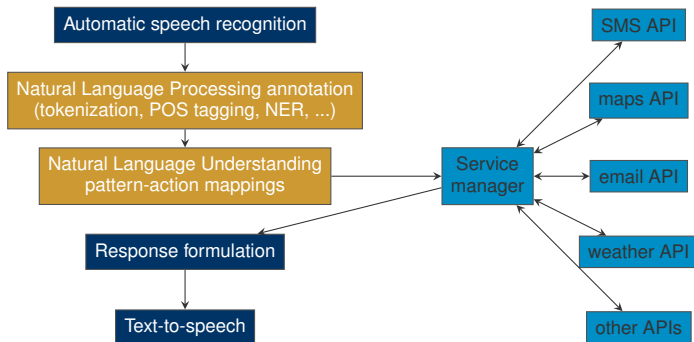 Automatic speech recognition
Natural Language Processing annotation
(tokenization, POS tagging, NER, ...)
Natural Language Understanding
pattern-action mappings
Response formulation
Text-to-speech
Service
manager
SMS API
maps API
email API
weather API
other APIs